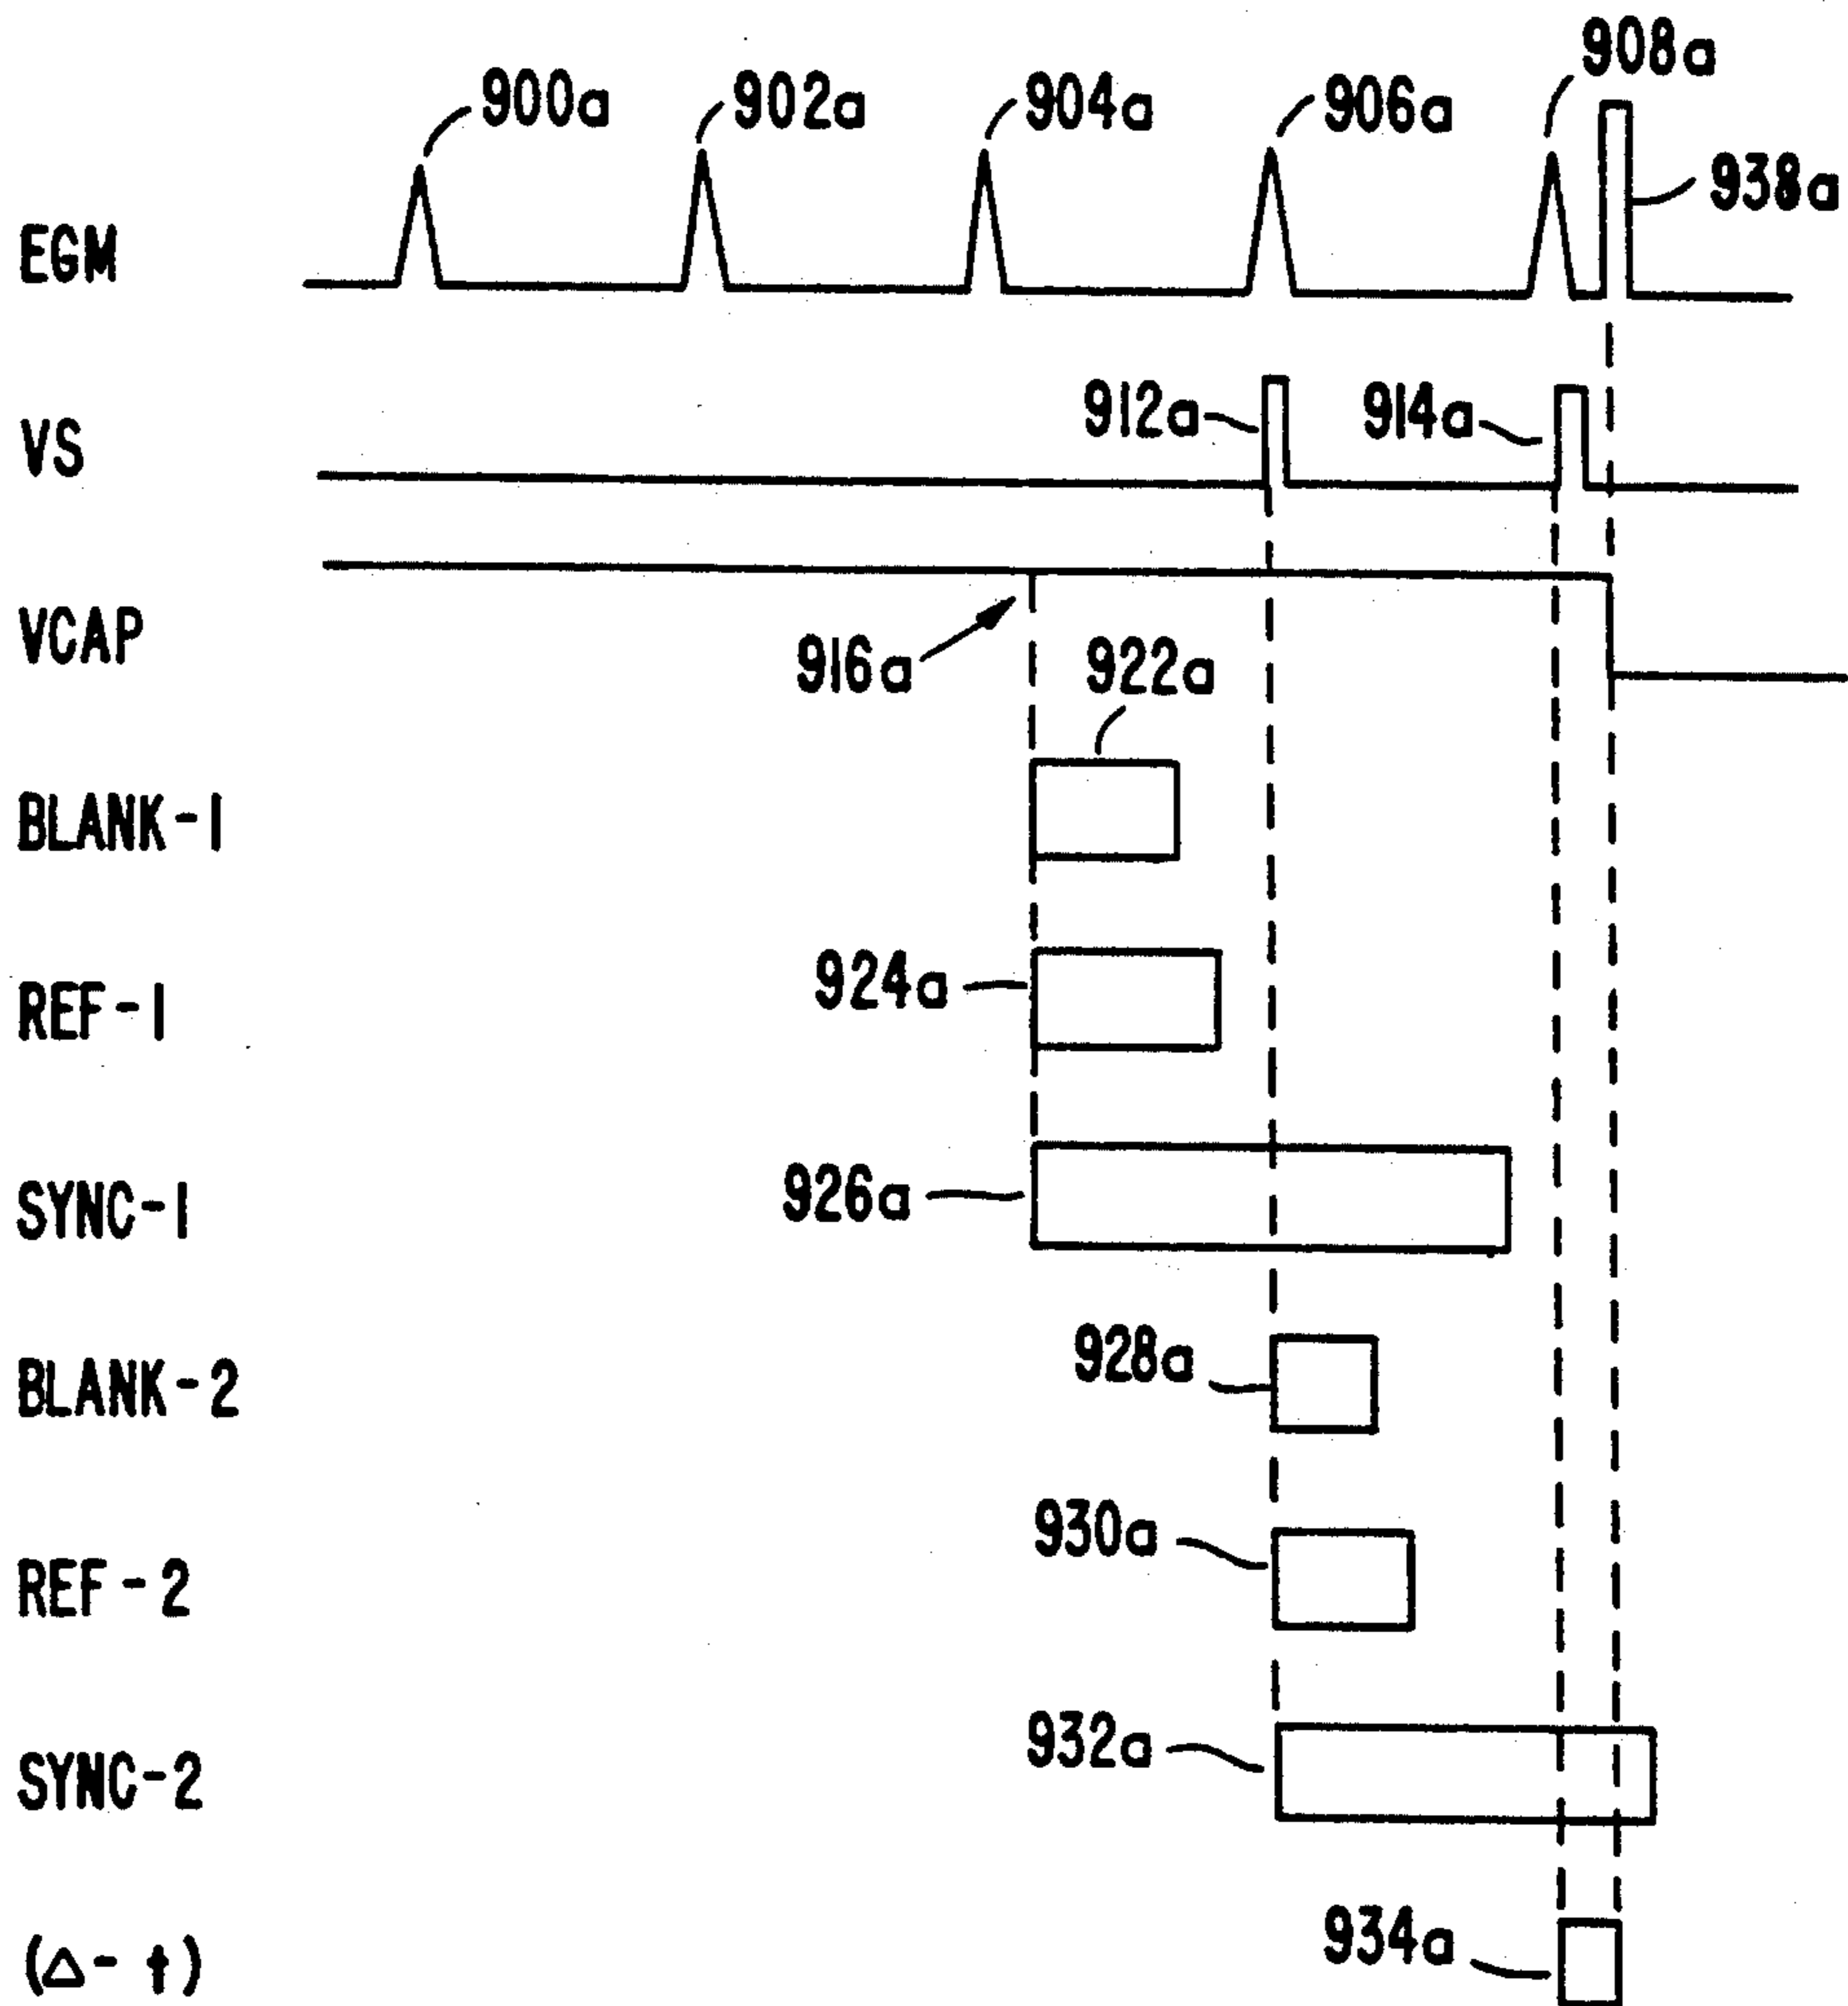 908a
900a 902a 904a 906a
938a
EGM
912a 914a
VS
VCAP
916a 922a
BLANK-1
924a
REF-1
926a
SYNC-1
928a
BLANK-2
930a
REF-2
932a
SYNC-2
934a
(Δ-t)